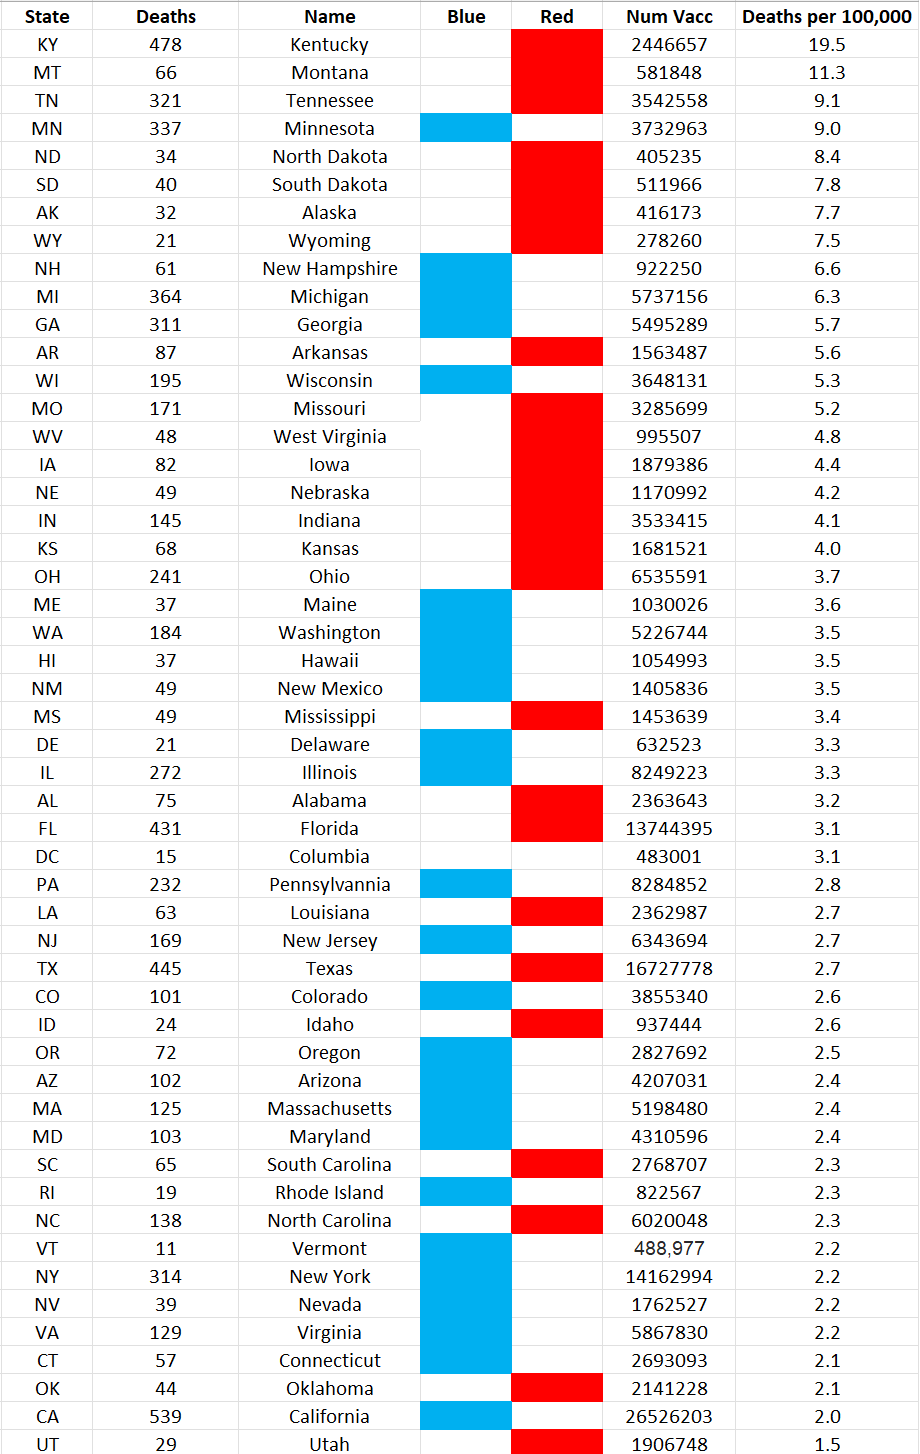 State Deaths Name Blue Red Num Vacc Deaths per 100,000
KY 478 Kentucky 2446657 19.5
MT 66 Montana 581848 11.3
TN 321 Tennessee 3542558 9.1
MN 337 Minnesota 3732963 9.0
ND 34 North Dakota 405235 8.4
SD 40 South Dakota 511966 7.8
AK 32 Alaska 416173 7.7
WY 21 Wyoming 278260 7.5
NH 61 New Hampshire 922250 6.6
MI 364 Michigan 5737156 6.3
GA 311 Georgia 5495289 5.7
AR 87 Arkansas 1563487 5.6
WI 195 Wisconsin 3648131 5.3
MO 171 Missouri 3285699 5.2
WV 48 West Virginia 995507 4.8
IA 82 Iowa 1879386 4.4
NE 49 Nebraska 1170992 4.2
IN 145 Indiana 3533415 4.1
KS 68 Kansas 1681521 4.0
OH 241 Ohio 6535591 3.7
ME 37 Maine 1030026 3.6
WA 184 Washington 5226744 3.5
HI 37 Hawaii 1054993 3.5
NM 49 New Mexico 1405836 3.5
MS 49 Mississippi 1453639 3.4
DE 21 Delaware 632523 3.3
IL 272 Illinois 8249223 3.3
AL 75 Alabama 2363643 3.2
FL 431 Florida 13744395 3.1
DC 15 Columbia 483001 3.1
PA 232 Pennsylvannia 8284852 2.8
LA 63 Louisiana 2362987 2.7
NJ 169 New Jersey 6343694 2.7
TX 445 Texas 16727778 2.7
CO 101 Colorado 3855340 2.6
ID 24 Idaho 937444 2.6
OR 72 Oregon 2827692 2.5
AZ 102 Arizona 4207031 2.4
MA 125 Massachusetts 5198480 2.4
MD 103 Maryland 4310596 2.4
SC 65 South Carolina 2768707 2.3
RI 19 Rhode Island 822567 2.3
NC 138 North Carolina 6020048 2.3
VT 11 Vermont 488,977 2.2
NY 314 New York 14162994 2.2
NV 39 Nevada 1762527 2.2
VA 129 Virginia 5867830 2.2
CT 57 Connecticut 2693093 2.1
OK 44 Oklahoma 2141228 2.1
CA 539 California 26526203 2.0
UT 29 Utah 1906748 1.5